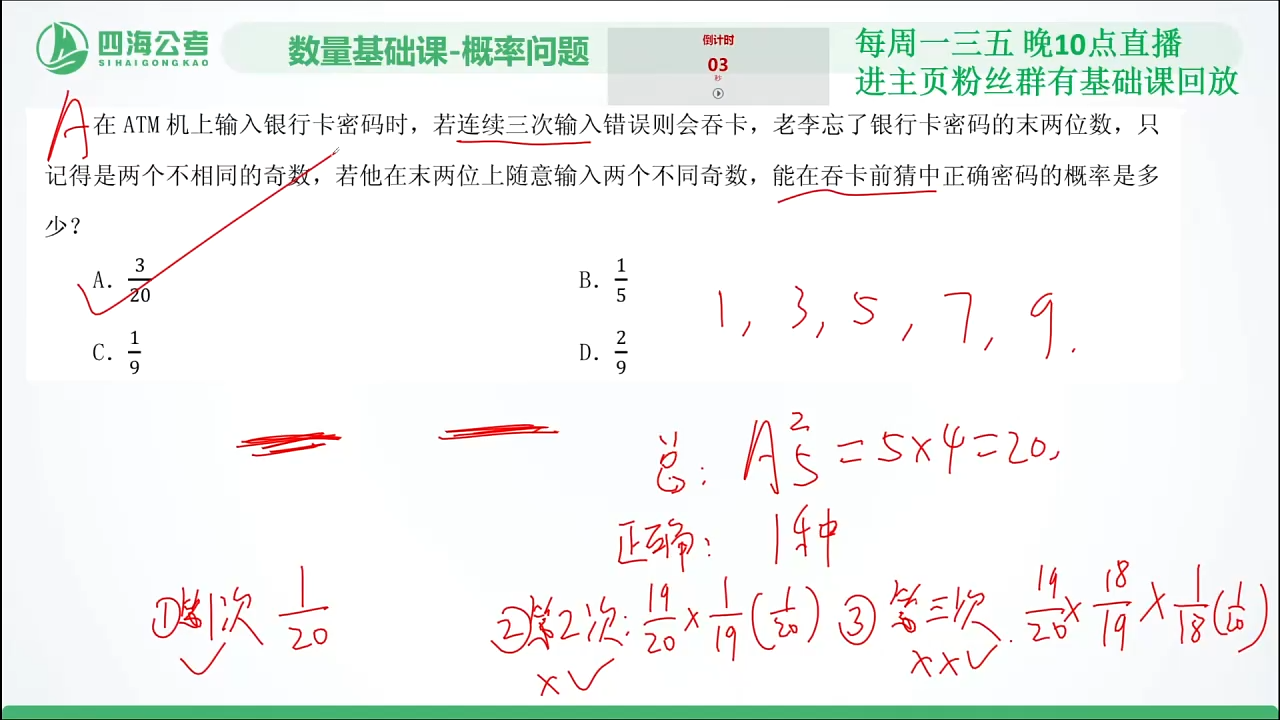 四海公考
SIHAIGONGKAO
数量基础课-概率问题
倒计时
03
秒
每周一三五 晚10点直播
进主页粉丝群有基础课回放
A
在 ATM 机上输入银行卡密码时，若连续三次输入错误则会吞卡，老李忘了银行卡密码的末两位数，只
记得是两个不相同的奇数，若他在末两位上随意输入两个不同奇数，能在吞卡前猜中正确密码的概率是多
少？
A. 3/20
B. 1/5
C. 1/9
D. 2/9
1, 3, 5, 7, 9.
总: A²₅ = 5×4=20,
正确: 1种
①第1次 1/20
②第2次: 19/20 × 1/19 (1/20)
③第三次. 19/20 × 18/19 × 1/18 (1/20)
✓
×✓
××✓